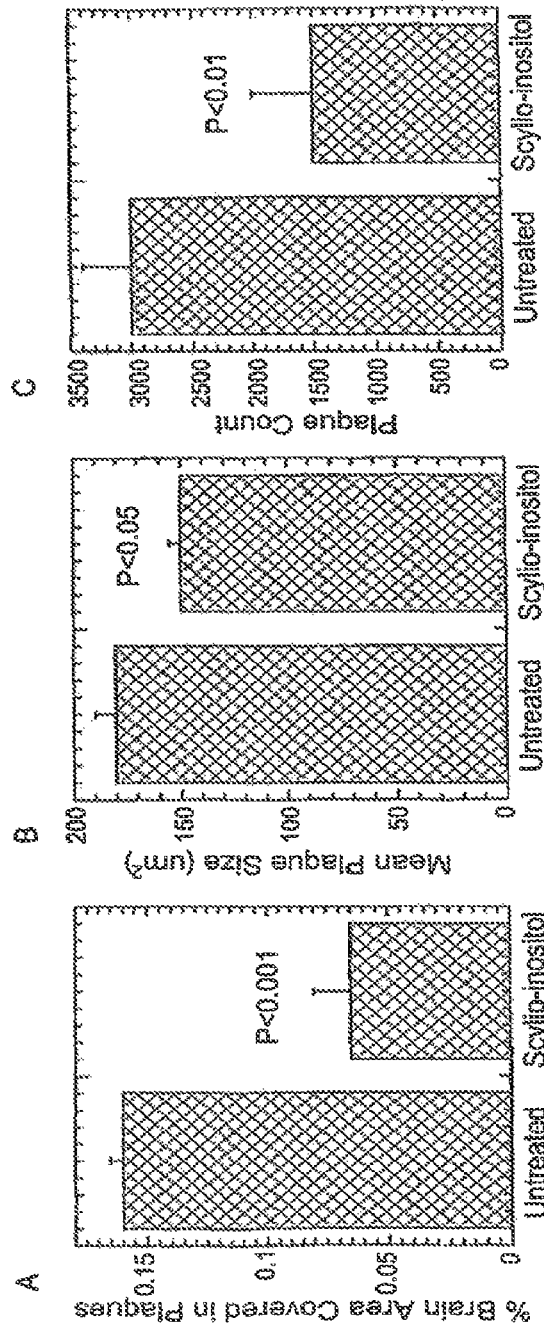 A
% Brain Area Covered in Plaques
0.15
0.1
0.05
0
P<0.001
Untreated
Scyllo-inositol
B
Mean Plaque Size (um²)
200
150
100
50
0
P<0.05
Untreated
Scyllo-inositol
C
Plaque Count
3500
3000
2500
2000
1500
1000
500
0
P<0.01
Untreated
Scyllo-inositol